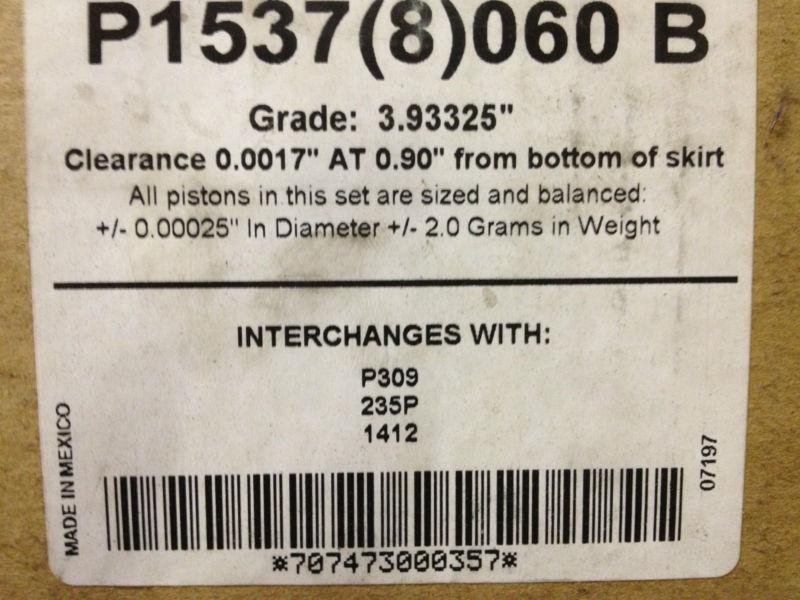 P1537(8)060 B
Grade: 3.93325"
Clearance 0.0017" AT 0.90" from bottom of skirt
All pistons in this set are sized and balanced:
+/- 0.00025" In Diameter +/- 2.0 Grams in Weight
INTERCHANGES WITH:
P309
235P
1412
MADE IN MEXICO
07197
*707473000357*